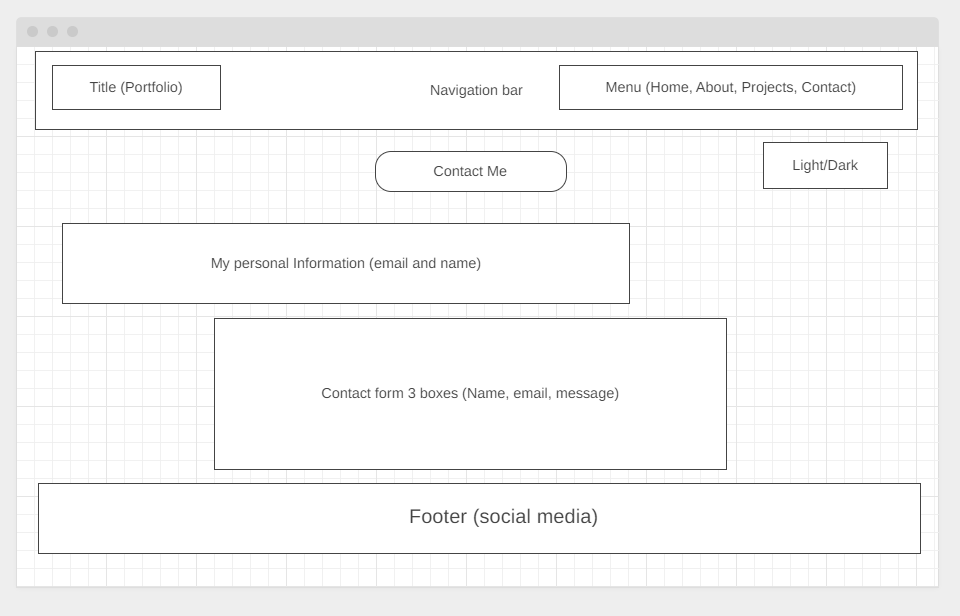 Title (Portfolio)
Navigation bar
Menu (Home, About, Projects, Contact)
Contact Me
Light/Dark
My personal Information (email and name)
Contact form 3 boxes (Name, email, message)
Footer (social media)